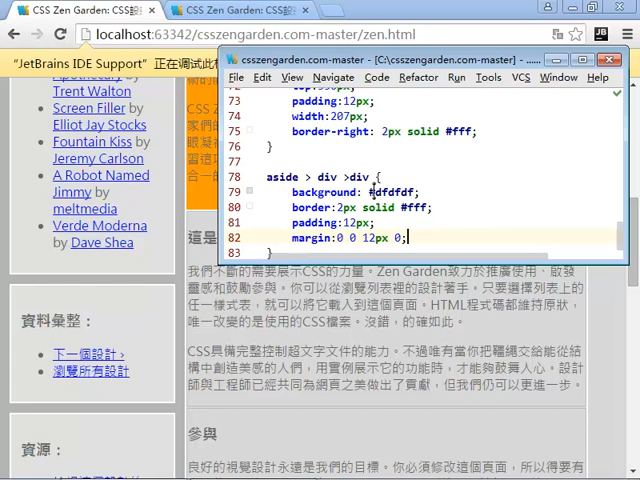 CSS Zen Garden: CSS設
CSS Zen Garden: CSS設
localhost:63342/csszengarden.com-master/zen.html
"JetBrains IDE Support" 正在调试此标
csszengarden.com-master - [C:\csszengarden.com-master] - ......
File Edit View Navigate Code Refactor Run Tools VCS Window Help
73 padding:12px;
74 width:207px;
75 border-right: 2px solid #fff;
76 }
77
78 aside > div >div {
79 background: #dfdfdf;
80 border:2px solid #fff;
81 padding:12px;
82 margin:0 0 12px 0;
83 }
Trent Walton
Screen Filler by
Elliot Jay Stocks
Fountain Kiss by
Jeremy Carlson
A Robot Named
Jimmy by
meltmedia
Verde Moderna
by Dave Shea
資料彙整：
下一個設計 ›
瀏覽所有設計
資源：
CSS Z
家們的
眼凝
習這項
合一的
這是
我們不斷的需要展示CSS的力量。Zen Garden致力於推廣使用、啟發
靈感和鼓勵參與。你可以從瀏覽列表裡的設計著手。只要選擇列表上的
任一樣式表，就可以將它載入到這個頁面。HTML程式碼都維持原狀，
唯一改變的是使用的CSS檔案。沒錯，的確如此。
CSS具備完整控制超文字文件的能力。不過唯有當你把韁繩交給能從結
構中創造美感的人們，用實例展示它的功能時，才能夠鼓舞人心。設計
師與工程師已經共同為網頁之美做出了貢獻，但我們仍可以更進一步。
參與
良好的視覺設計永遠是我們的目標。你必須修改這個頁面，所以得要有